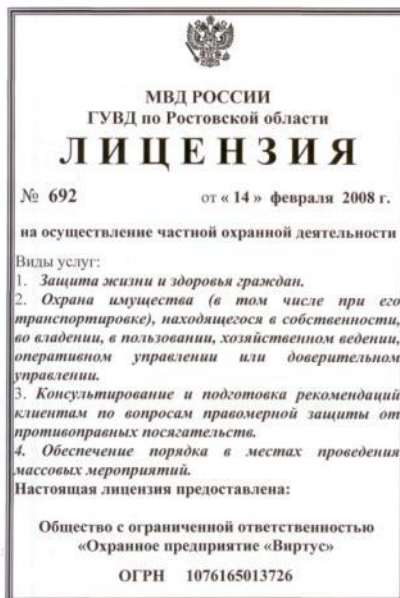 МВД РОССИИ
ГУВД по Ростовской области
ЛИЦЕНЗИЯ
№ 692 от « 14 » февраля 2008 г.
на осуществление частной охранной деятельности
Виды услуг:
1. Защита жизни и здоровья граждан.
2. Охрана имущества (в том числе при его
транспортировке), находящегося в собственности,
во владении, в пользовании, хозяйственном ведении,
оперативном управлении или доверительном
управлении.
3. Консультирование и подготовка рекомендаций
клиентам по вопросам правомерной защиты от
противоправных посягательств.
4. Обеспечение порядка в местах проведения
массовых мероприятий.
Настоящая лицензия предоставлена:
Общество с ограниченной ответственностью
«Охранное предприятие «Виртус»
ОГРН 1076165013726